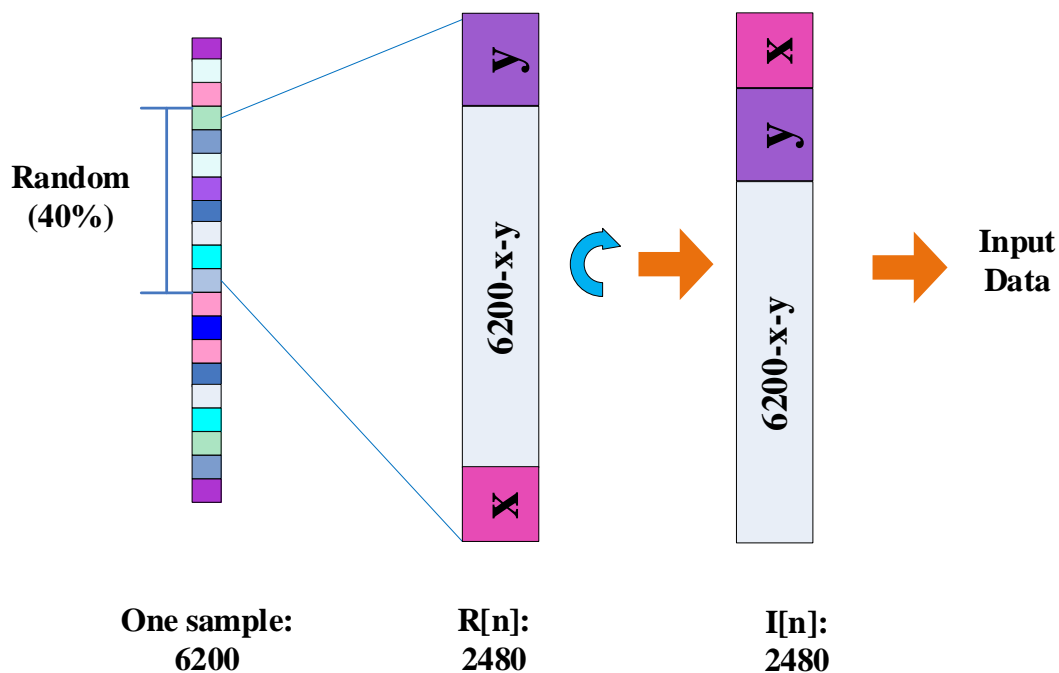 Random
(40%)
y
6200-x-y
x
x
y
6200-x-y
Input
Data
One sample:
6200
R[n]:
2480
I[n]:
2480